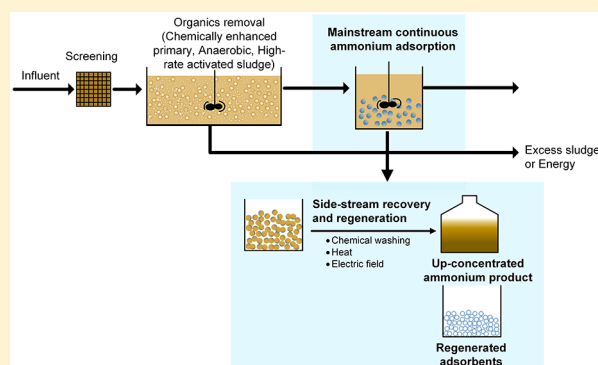 Influent
Screening
Organics removal
(Chemically enhanced
primary, Anaerobic, High-
rate activated sludge)
Mainstream continuous
ammonium adsorption
Excess sludge
or Energy
Side-stream recovery
and regeneration
• Chemical washing
• Heat
• Electric field
Up-concentrated
ammonium product
Regenerated
adsorbents